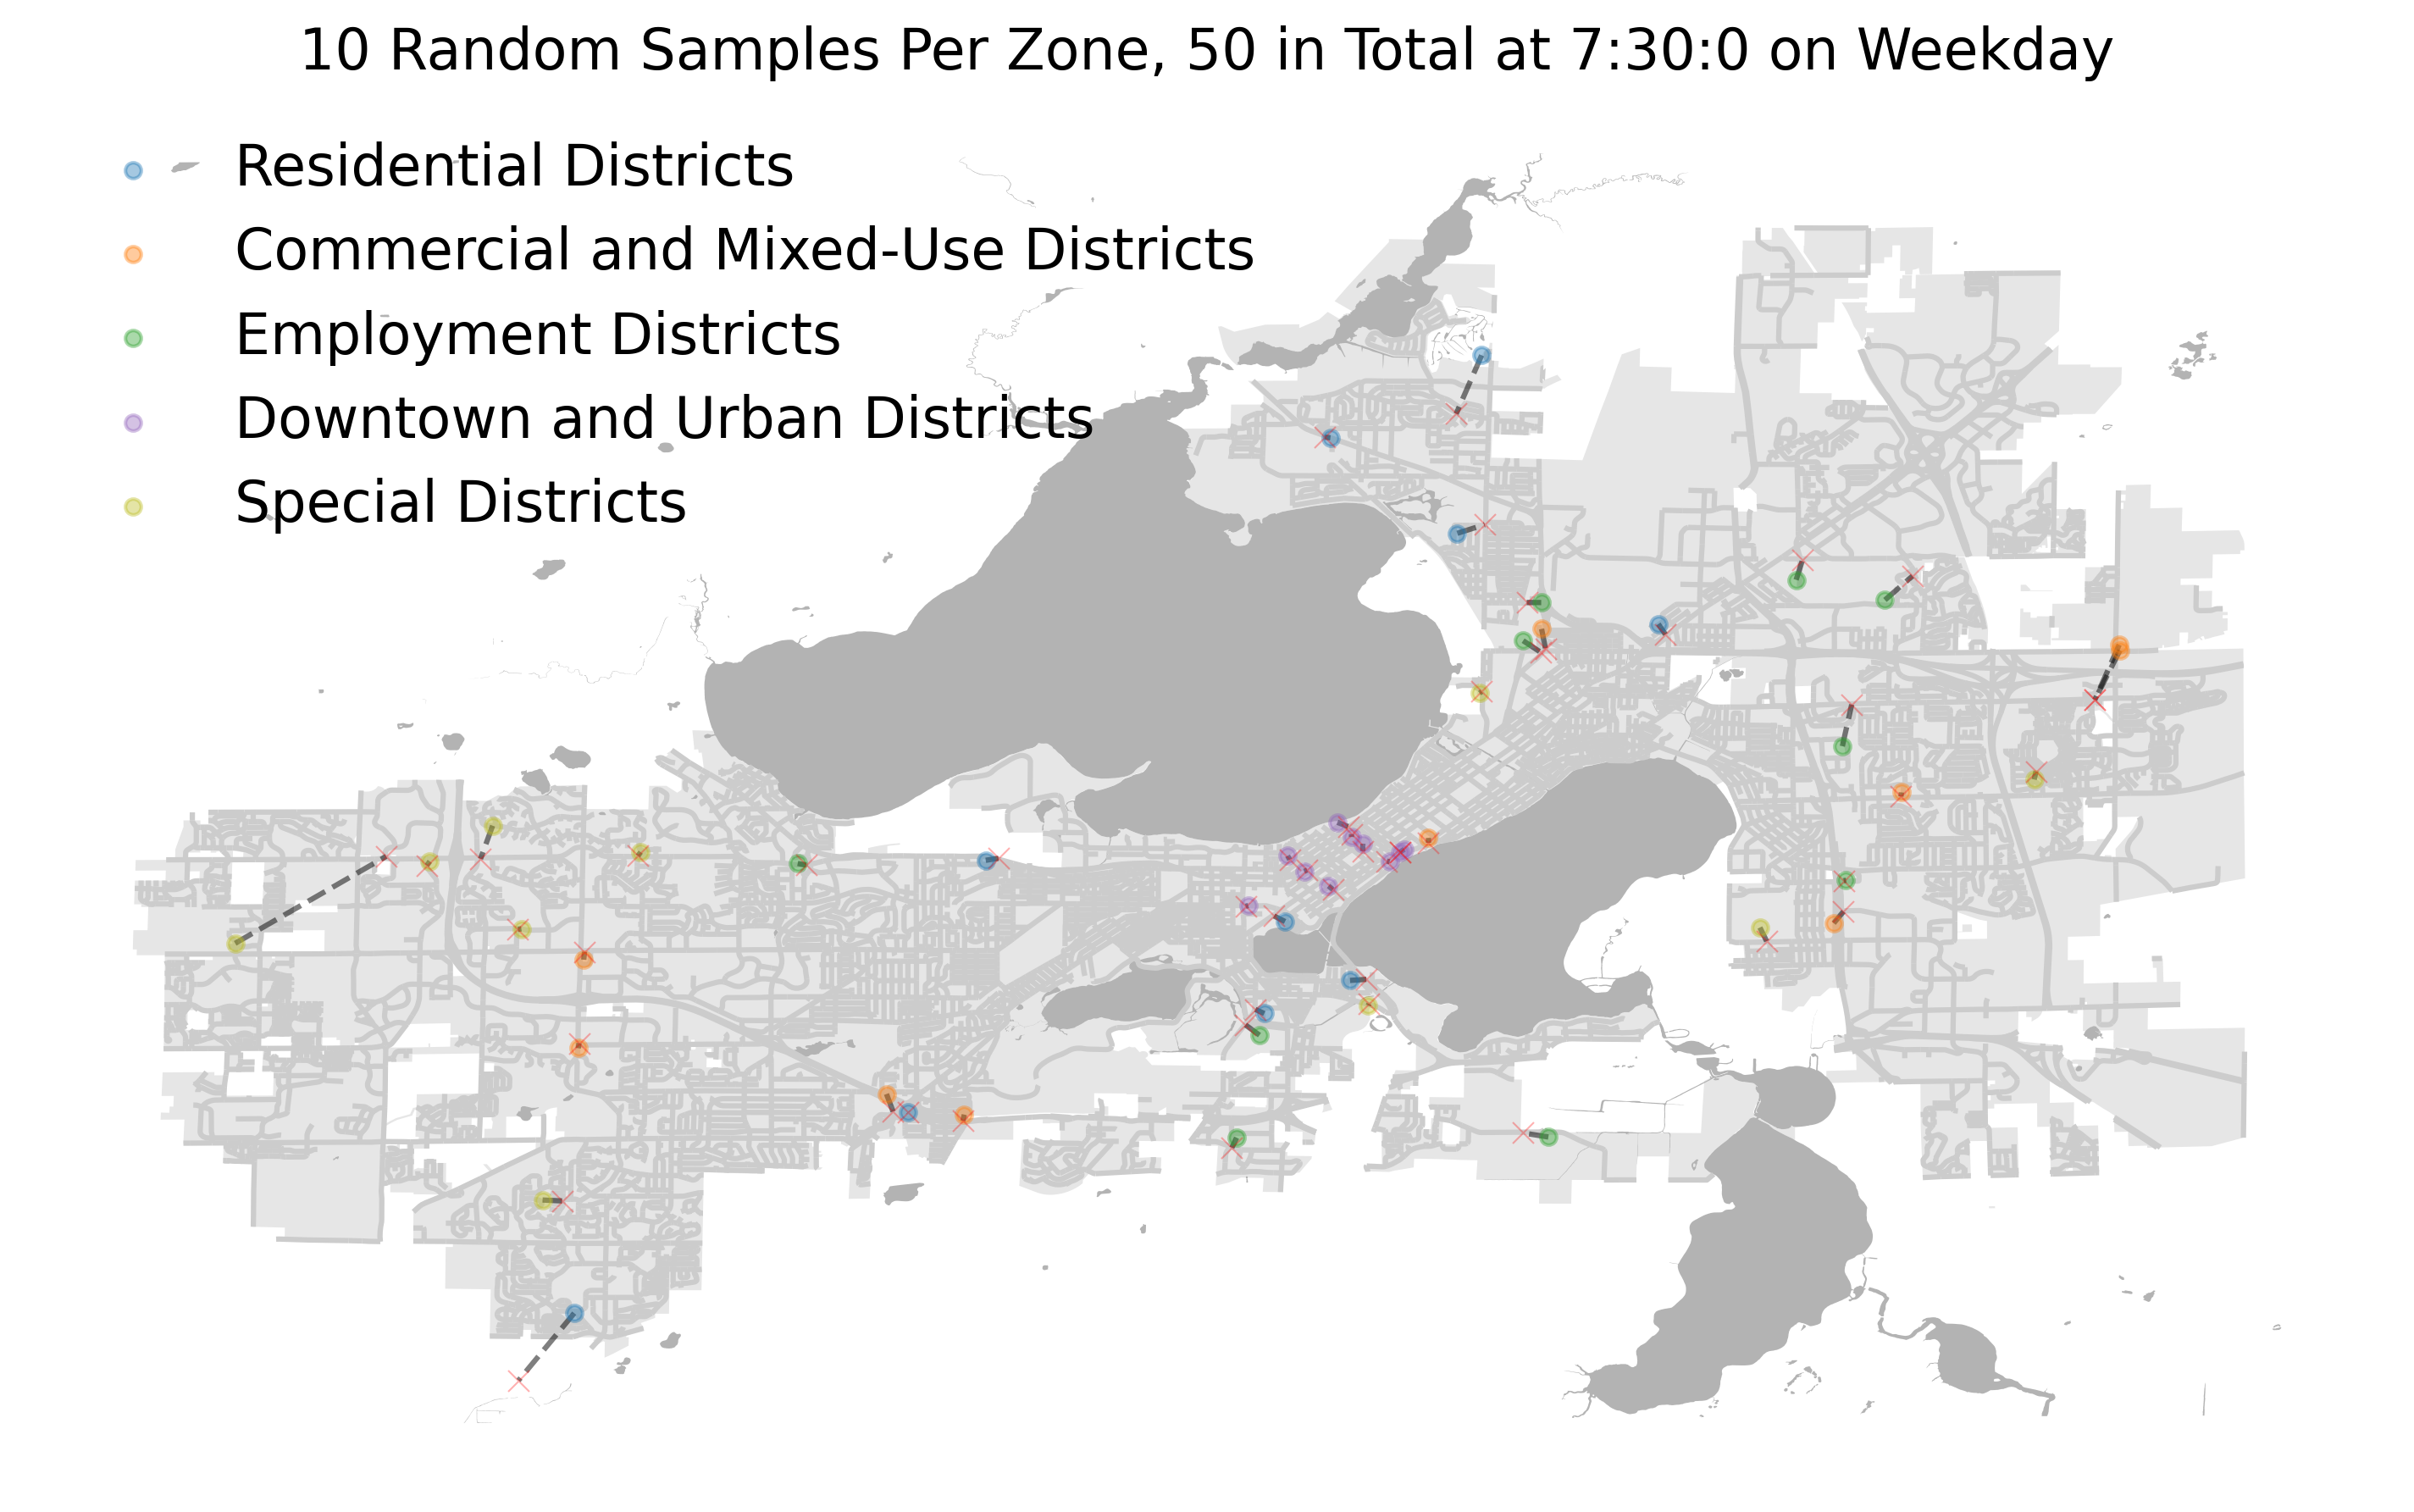 10 Random Samples Per Zone, 50 in Total at 7:30:0 on Weekday
Residential Districts
Commercial and Mixed-Use Districts
Employment Districts
Downtown and Urban Districts
Special Districts